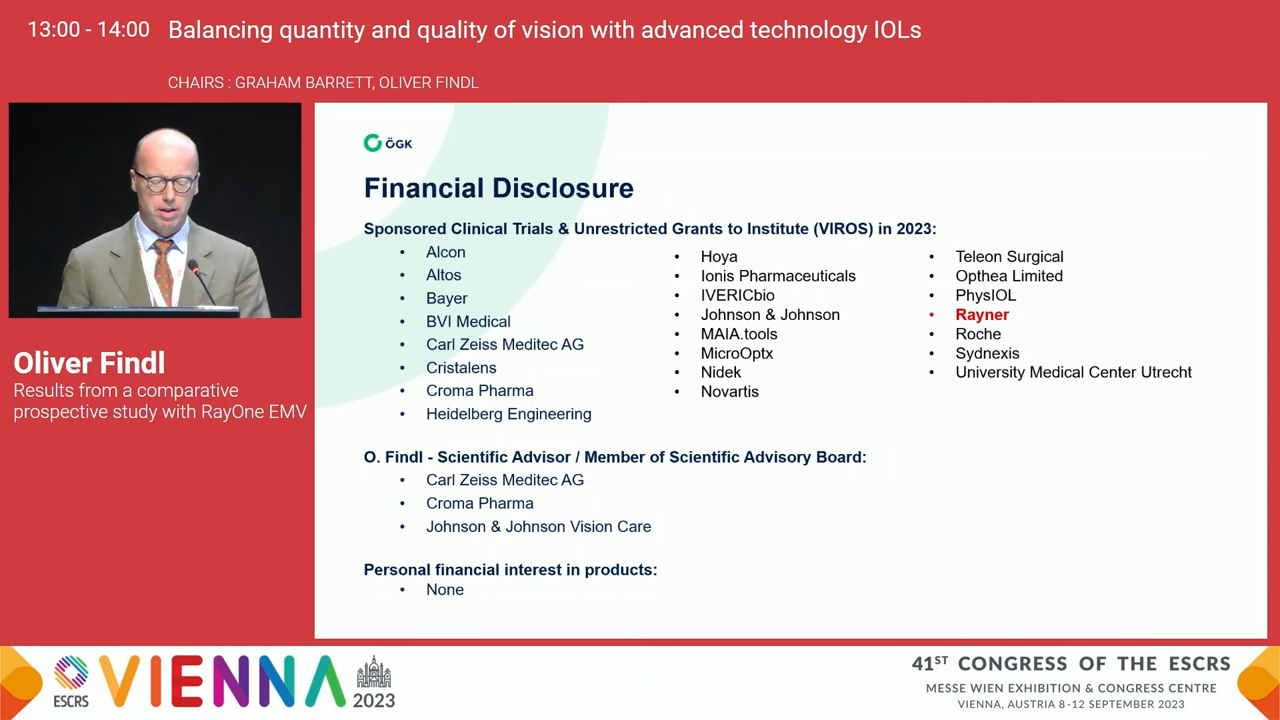 13:00 - 14:00 Balancing quantity and quality of vision with advanced technology IOLs
CHAIRS : GRAHAM BARRETT, OLIVER FINDL
Oliver Findl
Results from a comparative
prospective study with RayOne EMV
ÖGK
Financial Disclosure
Sponsored Clinical Trials & Unrestricted Grants to Institute (VIROS) in 2023:
• Alcon
• Altos
• Bayer
• BVI Medical
• Carl Zeiss Meditec AG
• Cristalens
• Croma Pharma
• Heidelberg Engineering
• Hoya
• Ionis Pharmaceuticals
• IVERICbio
• Johnson & Johnson
• MAIA.tools
• MicroOptx
• Nidek
• Novartis
• Teleon Surgical
• Opthea Limited
• PhysIOL
• Rayner
• Roche
• Sydnexis
• University Medical Center Utrecht
O. Findl - Scientific Advisor / Member of Scientific Advisory Board:
• Carl Zeiss Meditec AG
• Croma Pharma
• Johnson & Johnson Vision Care
Personal financial interest in products:
• None
ESCRS
VIENNA
2023
41ST CONGRESS OF THE ESCRS
MESSE WIEN EXHIBITION & CONGRESS CENTRE
VIENNA, AUSTRIA 8 -12 SEPTEMBER 2023